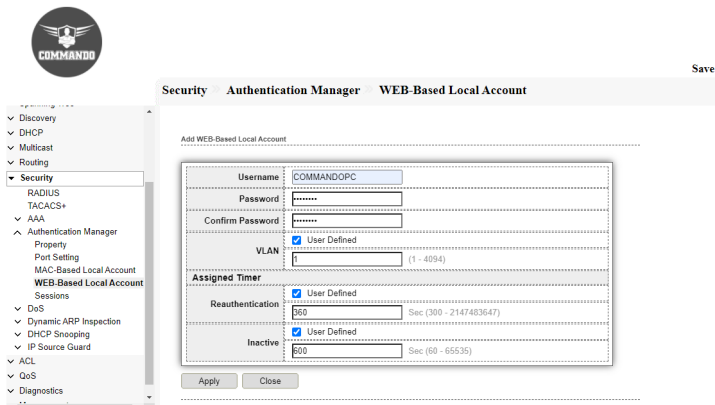 COMMANDO
Save
Security » Authentication Manager » WEB-Based Local Account
Discovery
DHCP
Multicast
Routing
Security
RADIUS
TACACS+
AAA
Authentication Manager
Property
Port Setting
MAC-Based Local Account
WEB-Based Local Account
Sessions
DoS
Dynamic ARP Inspection
DHCP Snooping
IP Source Guard
ACL
QoS
Diagnostics
Add WEB-Based Local Account
Username COMMANDOPC
Password ••••••••
Confirm Password ••••••••
VLAN
User Defined
1 (1 - 4094)
Assigned Timer
Reauthentication
User Defined
360 Sec (300 - 2147483647)
Inactive
User Defined
600 Sec (60 - 65535)
Apply Close